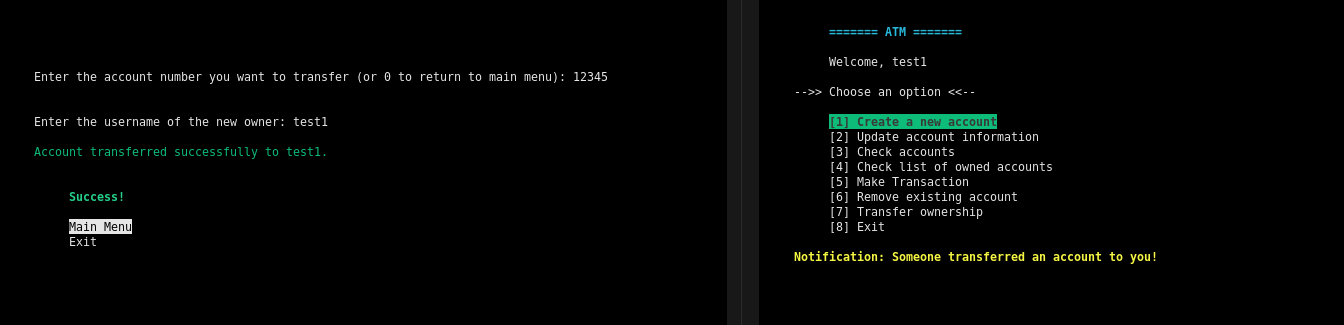 Enter the account number you want to transfer (or 0 to return to main menu): 12345
Enter the username of the new owner: test1
Account transferred successfully to test1.
Success!
Main Menu
Exit
======= ATM =======
Welcome, test1
-->> Choose an option <<--
[1] Create a new account
[2] Update account information
[3] Check accounts
[4] Check list of owned accounts
[5] Make Transaction
[6] Remove existing account
[7] Transfer ownership
[8] Exit
Notification: Someone transferred an account to you!